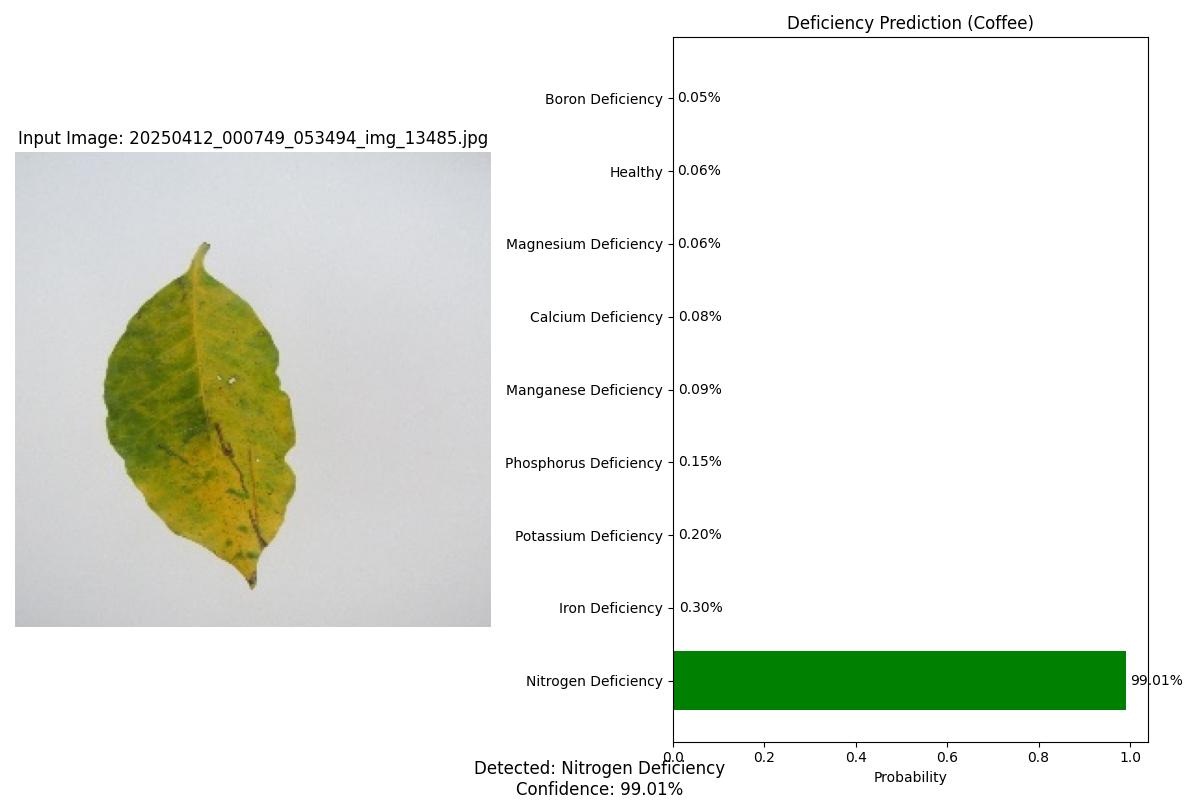 Deficiency Prediction (Coffee)
Input Image: 20250412_000749_053494_img_13485.jpg
Boron Deficiency 0.05%
Healthy 0.06%
Magnesium Deficiency 0.06%
Calcium Deficiency 0.08%
Manganese Deficiency 0.09%
Phosphorus Deficiency 0.15%
Potassium Deficiency 0.20%
Iron Deficiency 0.30%
Nitrogen Deficiency 99.01%
0.0 0.2 0.4 0.6 0.8 1.0
Probability
Detected: Nitrogen Deficiency
Confidence: 99.01%